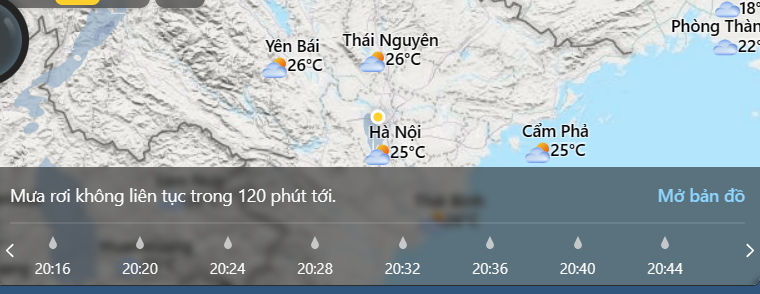 18°
Phòng Thàn
22°
Yên Bái
26°C
Thái Nguyên
26°C
Hà Nội
25°C
Cẩm Phả
25°C
Mưa rơi không liên tục trong 120 phút tới.
Mở bản đồ
20:16 20:20 20:24 20:28 20:32 20:36 20:40 20:44